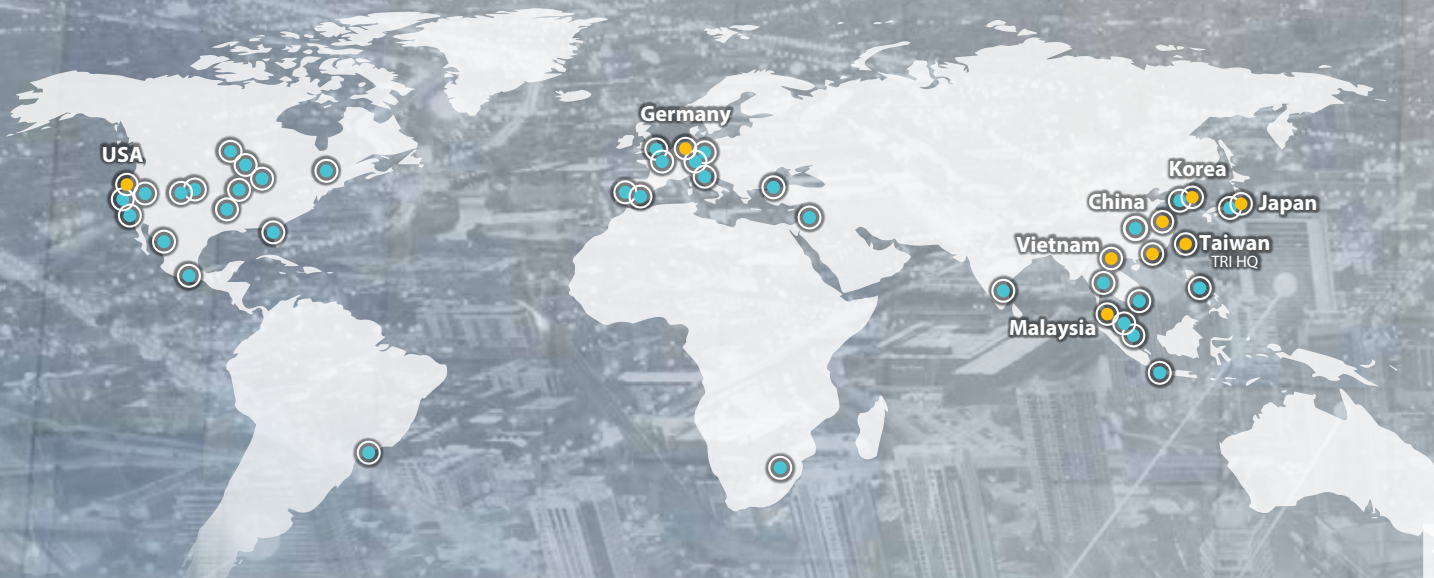 Germany
USA
Korea
China
Japan
Vietnam
Taiwan
TRI HQ
Malaysia